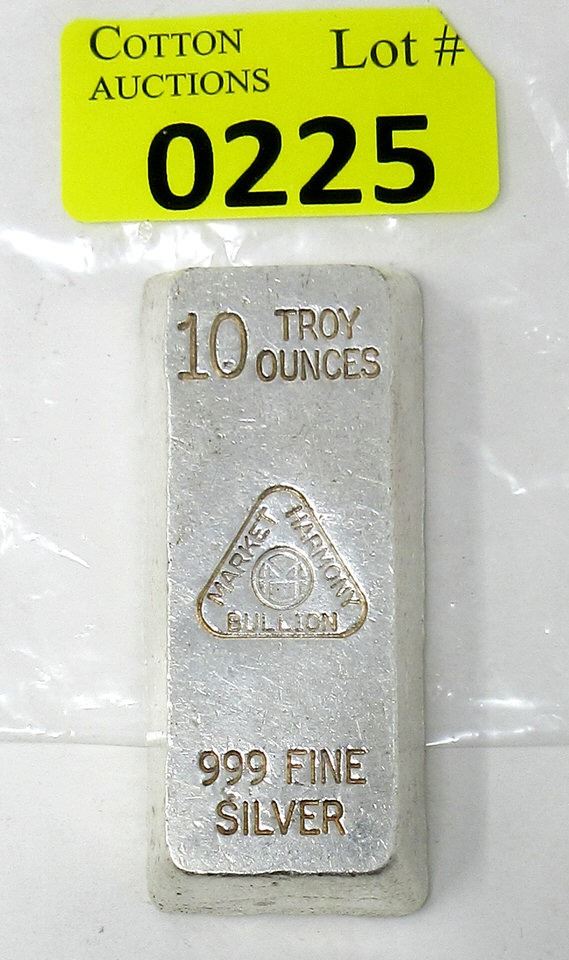 COTTON
AUCTIONS
Lot #
0225
10 TROY
OUNCES
MARKET HARMONY
BULLION
MH
999 FINE
SILVER